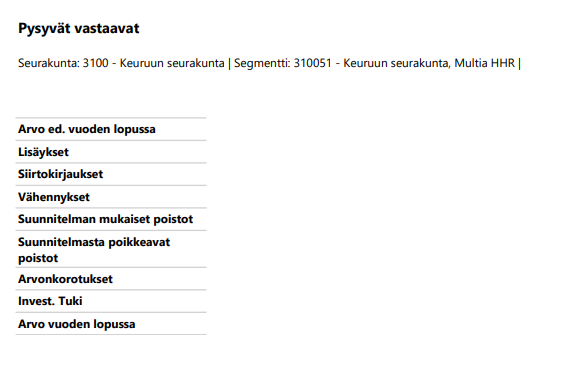 Pysyvät vastaavat
Seurakunta: 3100 - Keuruun seurakunta | Segmentti: 310051 - Keuruun seurakunta, Multia HHR |
Arvo ed. vuoden lopussa
Lisäykset
Siirtokirjaukset
Vähennykset
Suunnitelman mukaiset poistot
Suunnitelmasta poikkeavat
poistot
Arvonkorotukset
Invest. Tuki
Arvo vuoden lopussa